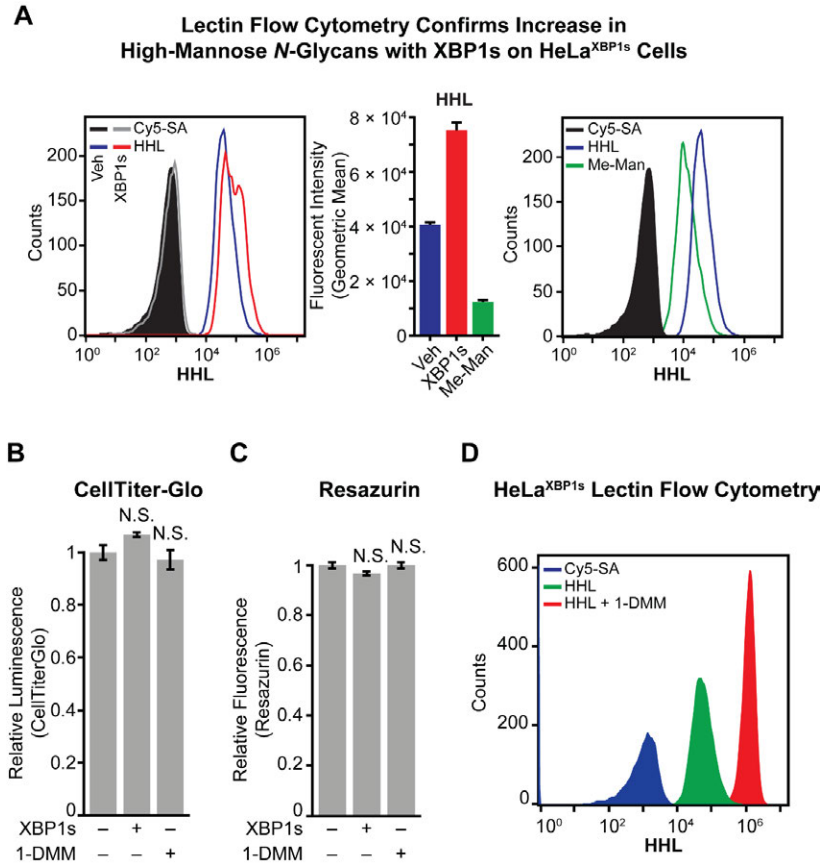 A
Lectin Flow Cytometry Confirms Increase in
High-Mannose N-Glycans with XBP1s on HeLaXBP1s Cells
Counts
200
150
100
50
0
Cy5-SA
HHL
Veh
XBP1s
10⁰ 10² 10⁴ 10⁶
HHL
HHL
Fluorescent Intensity
(Geometric Mean)
8 × 10⁴
6 × 10⁴
4 × 10⁴
2 × 10⁴
0
Veh
XBP1s
Me-Man
Counts
200
150
100
50
0
Cy5-SA
HHL
Me-Man
10⁰ 10² 10⁴ 10⁶
HHL
B
CellTiter-Glo
N.S.
N.S.
Relative Luminescence
(CellTiterGlo)
1
0.8
0.6
0.4
0.2
0
XBP1s – + –
1-DMM – – +
C
Resazurin
N.S.
N.S.
Relative Fluorescence
(Resazurin)
1
0.8
0.6
0.4
0.2
0
– + –
– – +
D
HeLaXBP1s Lectin Flow Cytometry
Counts
600
400
200
0
Cy5-SA
HHL
HHL + 1-DMM
10⁰ 10² 10⁴ 10⁶
HHL